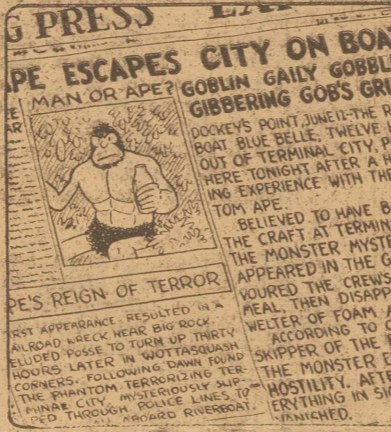 G PRESS
APE ESCAPES CITY ON BOA
MAN OR APE?
GOBLIN GAILY GOBBL
GIBBERING GOB'S GRI
DOCKEY'S POINT, JUNE 12-THE R
BOAT BLUE BELLE, TWELVE
OUT OF TERMINAL CITY, P
HERE TONIGHT AFTER A
ING EXPERIENCE WITH THE
TOM APE.
BELIEVED TO HAVE B
THE CRAFT AT TERMIN
THE MONSTER MYST
APPEARED IN THE G
VOURED THE CREWS
MEAL, THEN DISAPP
WELTER OF FOAM A
ACCORDING TO
SKIPPER OF THE
THE MONSTER
HOSTILITY, AFTE
ERYTHING IN SI
VANICHED.
PE'S REIGN OF TERROR
RST APPEARANCE RESULTED IN A
AILROAD WRECK NEAR BIG ROCK.
ELUDED POSSE TO TURN UP THIRTY
HOURS LATER IN WOTTASQUASH
CORNERS. FOLLOWING DAWN FOUND
THE PHANTOM TERRORIZING TER-
MINAL CITY, MYSTERIOUSLY SLIP-
PED THROUGH POLICE LINES TO
ABOARD RIVERBOAT.